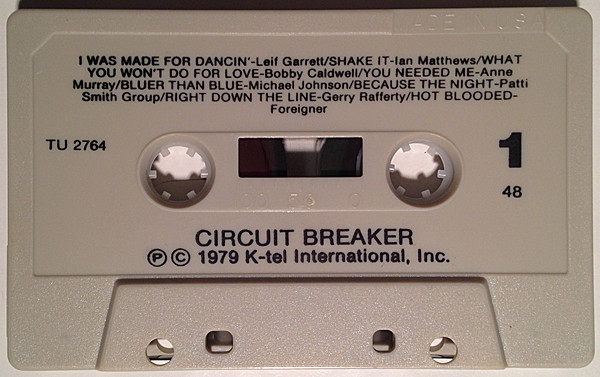 MADE IN USA
I WAS MADE FOR DANCIN'-Leif Garrett/SHAKE IT-Ian Matthews/WHAT
YOU WON'T DO FOR LOVE-Bobby Caldwell/YOU NEEDED ME-Anne
Murray/BLUER THAN BLUE-Michael Johnson/BECAUSE THE NIGHT-Patti
Smith Group/RIGHT DOWN THE LINE-Gerry Rafferty/HOT BLOODED-
Foreigner
TU 2764
1
48
CIRCUIT BREAKER
Ⓟ © 1979 K-tel International, Inc.